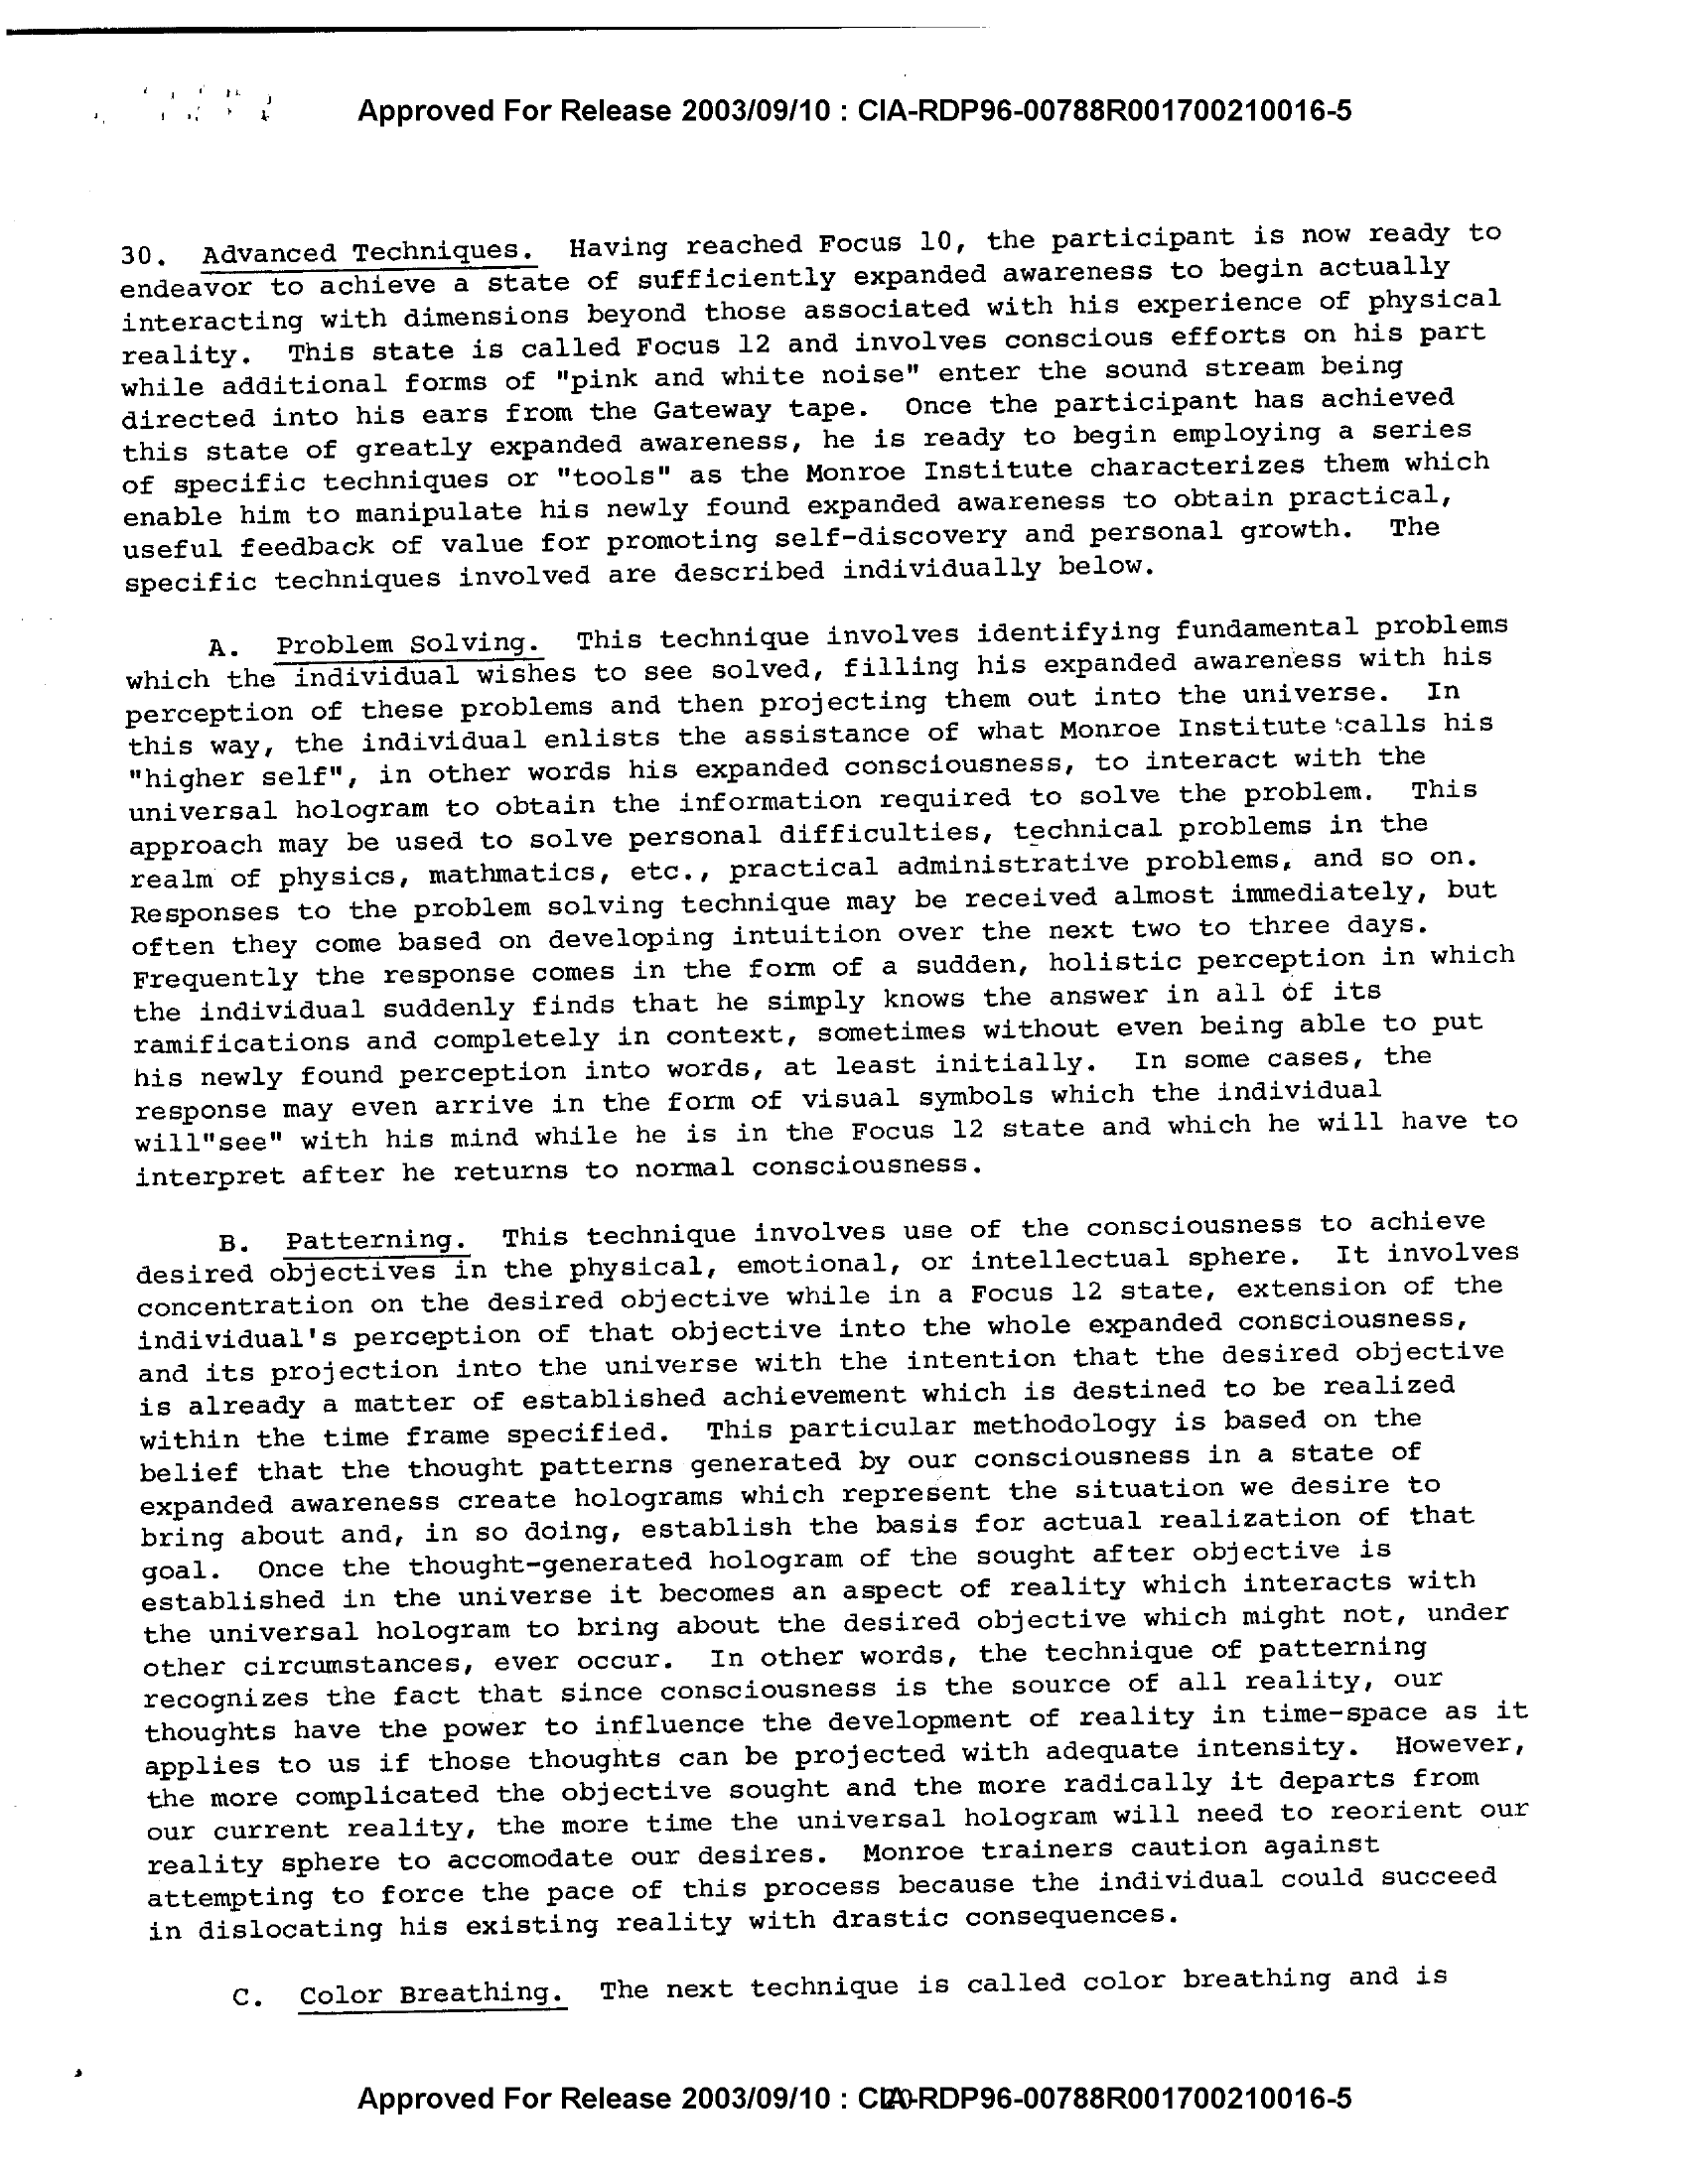 Approved For Release 2003/09/10 : CIA-RDP96-00788R001700210016-5
30. Advanced Techniques. Having reached Focus 10, the participant is now ready to
endeavor to achieve a state of sufficiently expanded awareness to begin actually
interacting with dimensions beyond those associated with his experience of physical
reality. This state is called Focus 12 and involves conscious efforts on his part
while additional forms of "pink and white noise" enter the sound stream being
directed into his ears from the Gateway tape. Once the participant has achieved
this state of greatly expanded awareness, he is ready to begin employing a series
of specific techniques or "tools" as the Monroe Institute characterizes them which
enable him to manipulate his newly found expanded awareness to obtain practical,
useful feedback of value for promoting self-discovery and personal growth. The
specific techniques involved are described individually below.
A. Problem Solving. This technique involves identifying fundamental problems
which the individual wishes to see solved, filling his expanded awareness with his
perception of these problems and then projecting them out into the universe. In
this way, the individual enlists the assistance of what Monroe Institute calls his
"higher self", in other words his expanded consciousness, to interact with the
universal hologram to obtain the information required to solve the problem. This
approach may be used to solve personal difficulties, technical problems in the
realm of physics, mathmatics, etc., practical administrative problems, and so on.
Responses to the problem solving technique may be received almost immediately, but
often they come based on developing intuition over the next two to three days.
Frequently the response comes in the form of a sudden, holistic perception in which
the individual suddenly finds that he simply knows the answer in all of its
ramifications and completely in context, sometimes without even being able to put
his newly found perception into words, at least initially. In some cases, the
response may even arrive in the form of visual symbols which the individual
will"see" with his mind while he is in the Focus 12 state and which he will have to
interpret after he returns to normal consciousness.
B. Patterning. This technique involves use of the consciousness to achieve
desired objectives in the physical, emotional, or intellectual sphere. It involves
concentration on the desired objective while in a Focus 12 state, extension of the
individual's perception of that objective into the whole expanded consciousness,
and its projection into the universe with the intention that the desired objective
is already a matter of established achievement which is destined to be realized
within the time frame specified. This particular methodology is based on the
belief that the thought patterns generated by our consciousness in a state of
expanded awareness create holograms which represent the situation we desire to
bring about and, in so doing, establish the basis for actual realization of that
goal. Once the thought-generated hologram of the sought after objective is
established in the universe it becomes an aspect of reality which interacts with
the universal hologram to bring about the desired objective which might not, under
other circumstances, ever occur. In other words, the technique of patterning
recognizes the fact that since consciousness is the source of all reality, our
thoughts have the power to influence the development of reality in time-space as it
applies to us if those thoughts can be projected with adequate intensity. However,
the more complicated the objective sought and the more radically it departs from
our current reality, the more time the universal hologram will need to reorient our
reality sphere to accomodate our desires. Monroe trainers caution against
attempting to force the pace of this process because the individual could succeed
in dislocating his existing reality with drastic consequences.
C. Color Breathing. The next technique is called color breathing and is
Approved For Release 2003/09/10 : CIA-RDP96-00788R001700210016-5